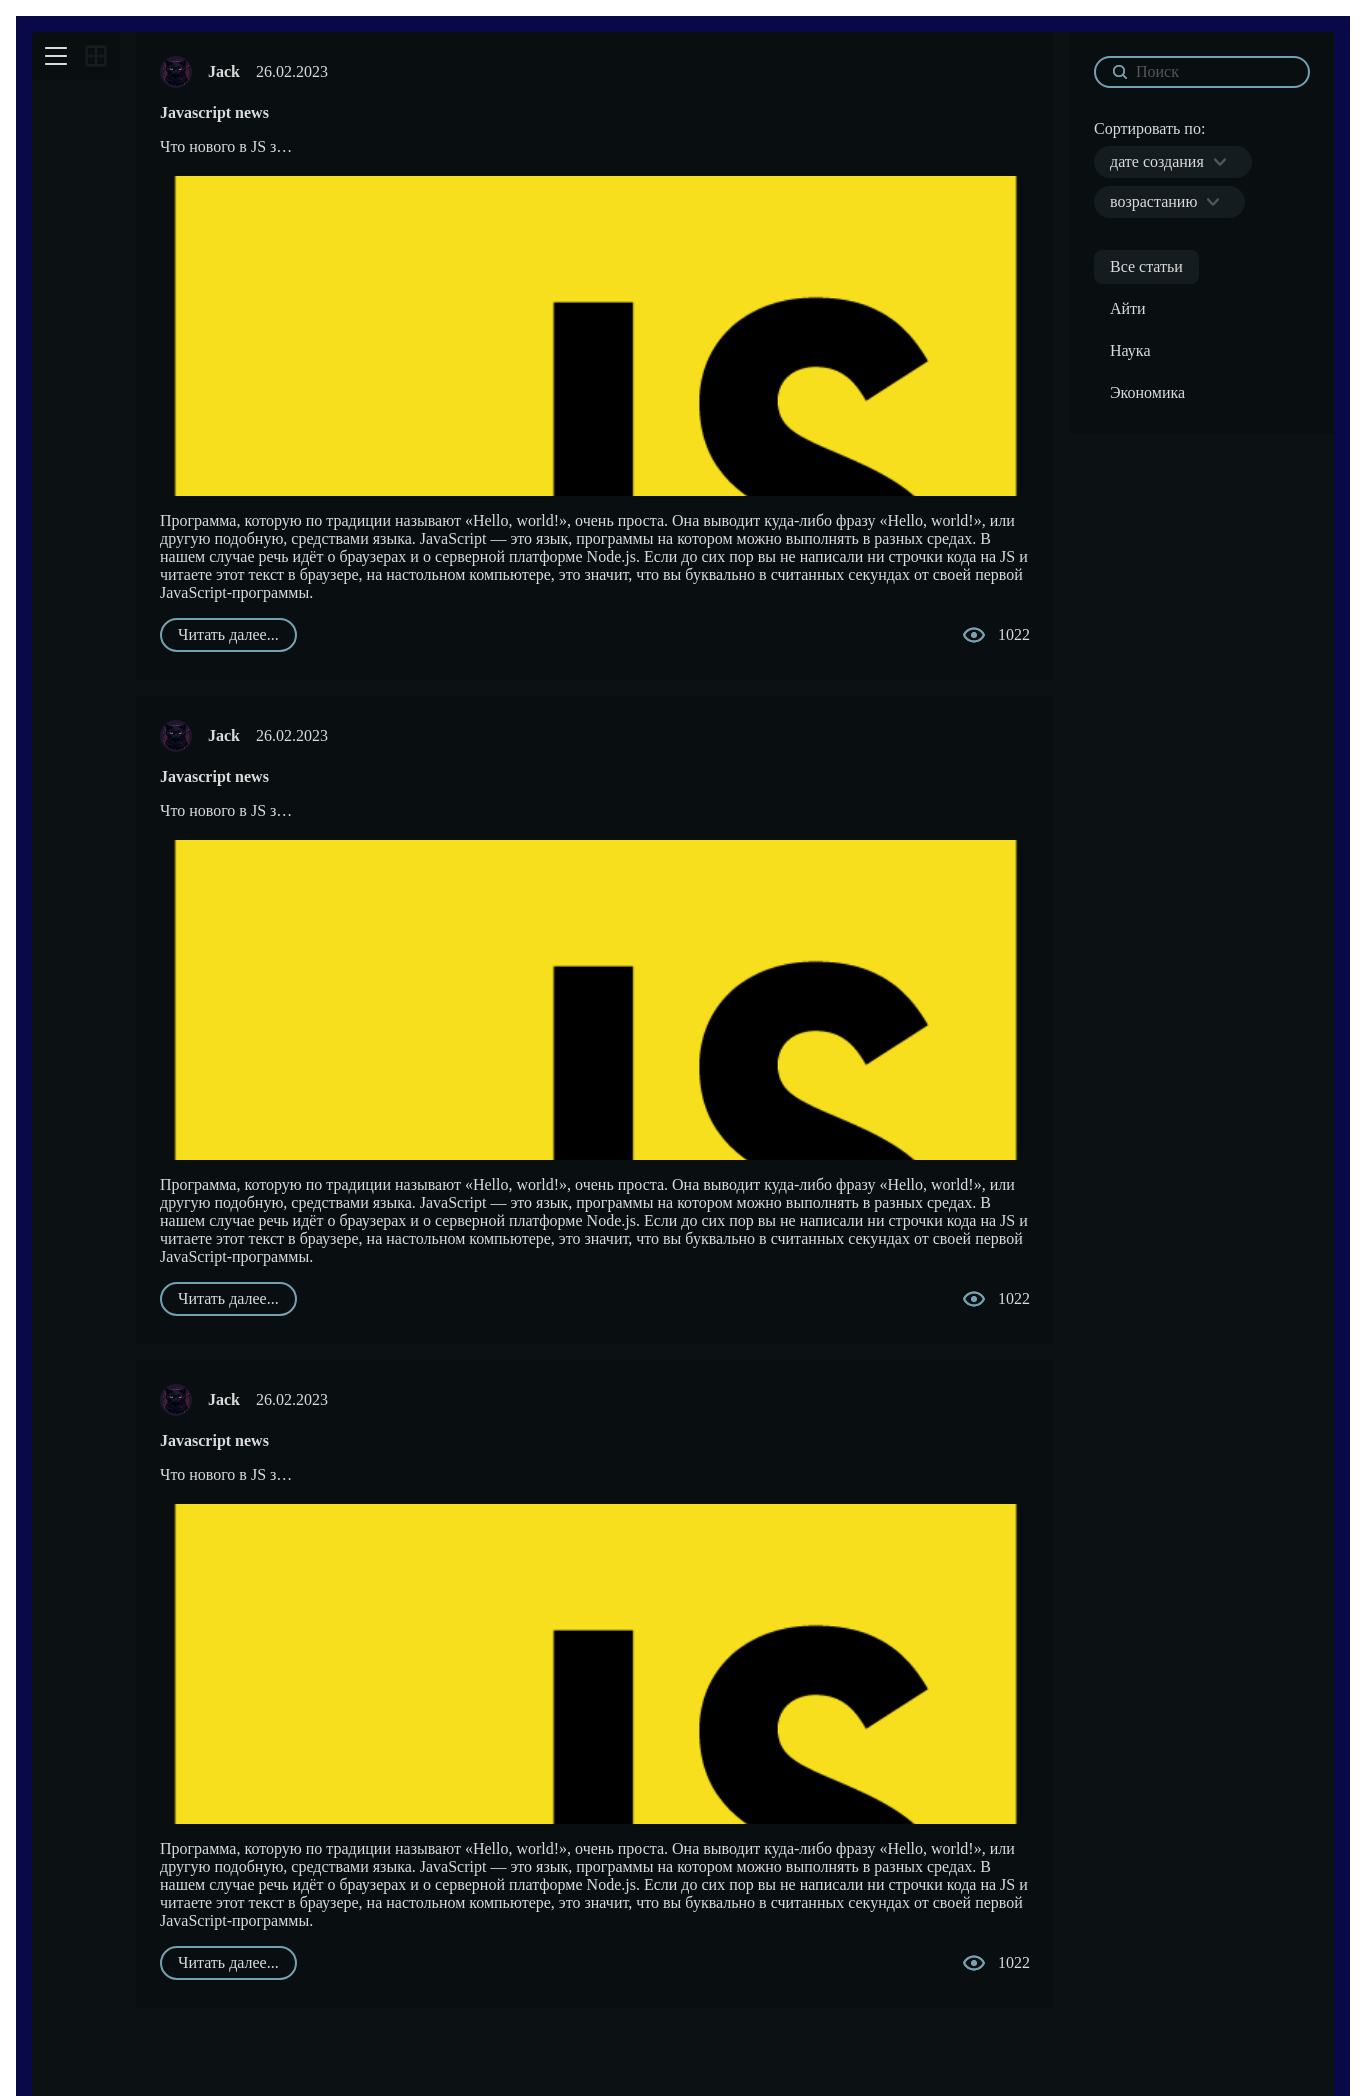 Jack 26.02.2023
Javascript news
Что нового в JS з…
JS
Программа, которую по традиции называют «Hello, world!», очень проста. Она выводит куда-либо фразу «Hello, world!», или
другую подобную, средствами языка. JavaScript — это язык, программы на котором можно выполнять в разных средах. В
нашем случае речь идёт о браузерах и о серверной платформе Node.js. Если до сих пор вы не написали ни строчки кода на JS и
читаете этот текст в браузере, на настольном компьютере, это значит, что вы буквально в считанных секундах от своей первой
JavaScript-программы.
Читать далее... 1022
Jack 26.02.2023
Javascript news
Что нового в JS з…
JS
Программа, которую по традиции называют «Hello, world!», очень проста. Она выводит куда-либо фразу «Hello, world!», или
другую подобную, средствами языка. JavaScript — это язык, программы на котором можно выполнять в разных средах. В
нашем случае речь идёт о браузерах и о серверной платформе Node.js. Если до сих пор вы не написали ни строчки кода на JS и
читаете этот текст в браузере, на настольном компьютере, это значит, что вы буквально в считанных секундах от своей первой
JavaScript-программы.
Читать далее... 1022
Jack 26.02.2023
Javascript news
Что нового в JS з…
JS
Программа, которую по традиции называют «Hello, world!», очень проста. Она выводит куда-либо фразу «Hello, world!», или
другую подобную, средствами языка. JavaScript — это язык, программы на котором можно выполнять в разных средах. В
нашем случае речь идёт о браузерах и о серверной платформе Node.js. Если до сих пор вы не написали ни строчки кода на JS и
читаете этот текст в браузере, на настольном компьютере, это значит, что вы буквально в считанных секундах от своей первой
JavaScript-программы.
Читать далее... 1022
Поиск
Сортировать по:
дате создания
возрастанию
Все статьи
Айти
Наука
Экономика